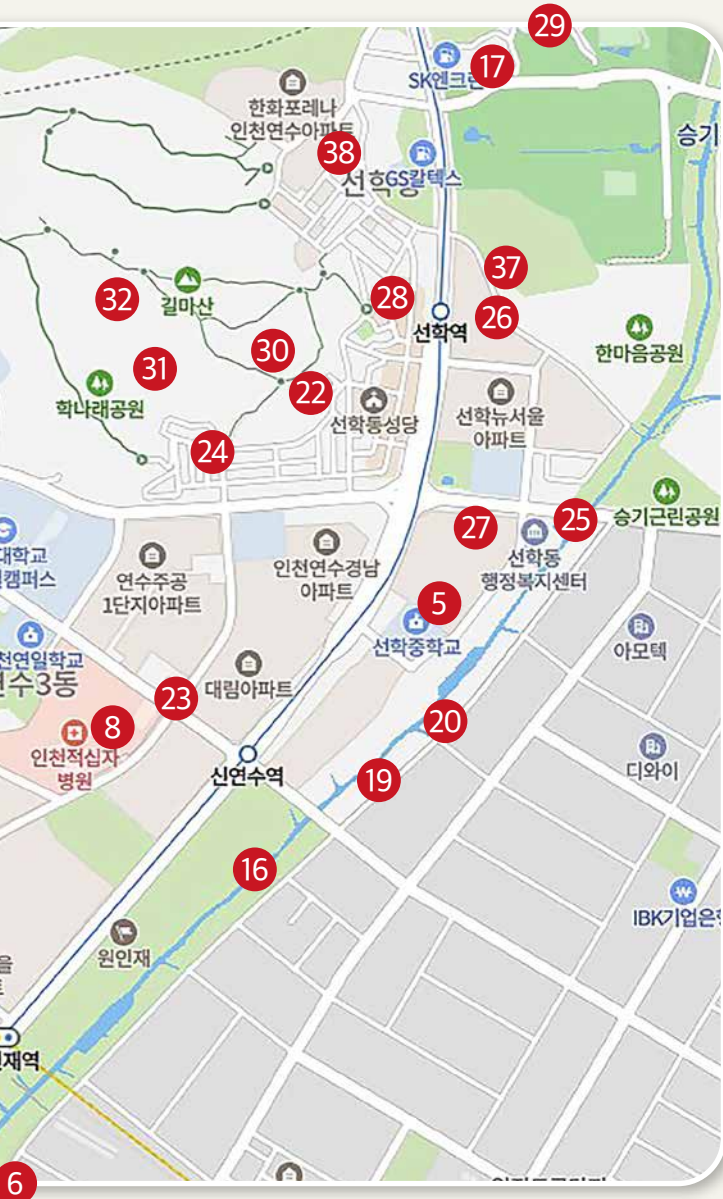 29
17
SK엔크린
한화포레나
인천연수아파트
38
선학동
GS칼텍스
승기
37
32
길마산
28
26
선학역
한마음공원
30
31
22
학나래공원
선학동성당
선학뉴서울
아파트
24
승기근린공원
27
25
선학동
행정복지센터
대학교
캠퍼스
연수주공
1단지아파트
인천연수경남
아파트
5
선학중학교
아모텍
천연일학교
연수3동
대림아파트
23
8
인천적십자
병원
20
신연수역
19
디와이
16
IBK기업은행
원인재
인재역
6